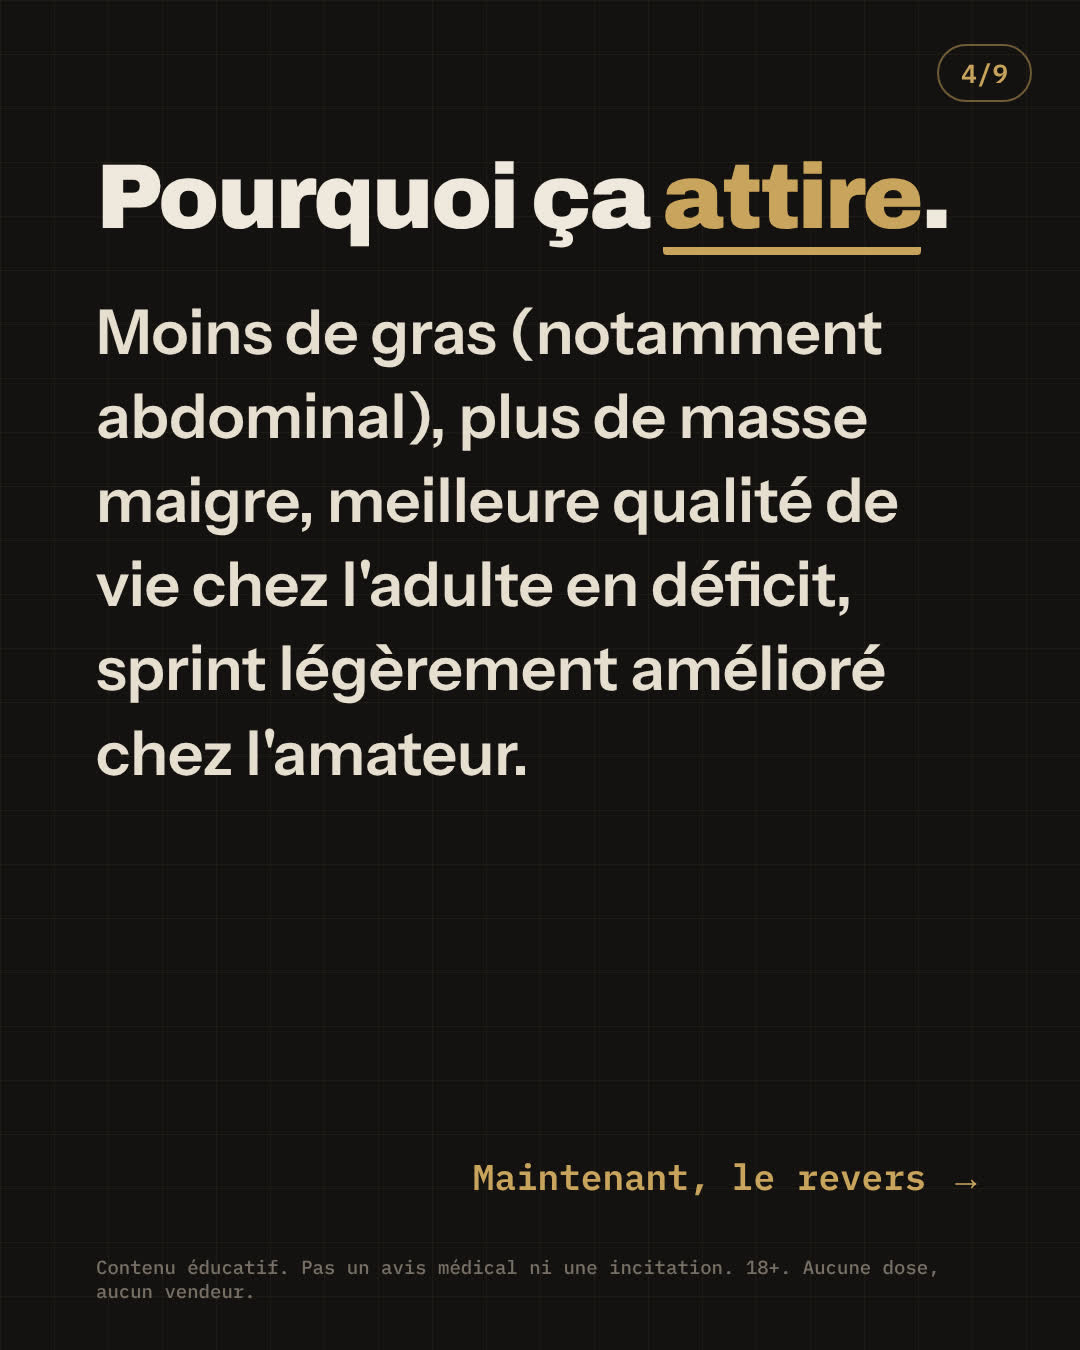 4/9
Pourquoi ça attire.
Moins de gras (notamment
abdominal), plus de masse
maigre, meilleure qualité de
vie chez l'adulte en déficit,
sprint légèrement amélioré
chez l'amateur.
Maintenant, le revers →
Contenu éducatif. Pas un avis médical ni une incitation. 18+. Aucune dose,
aucun vendeur.